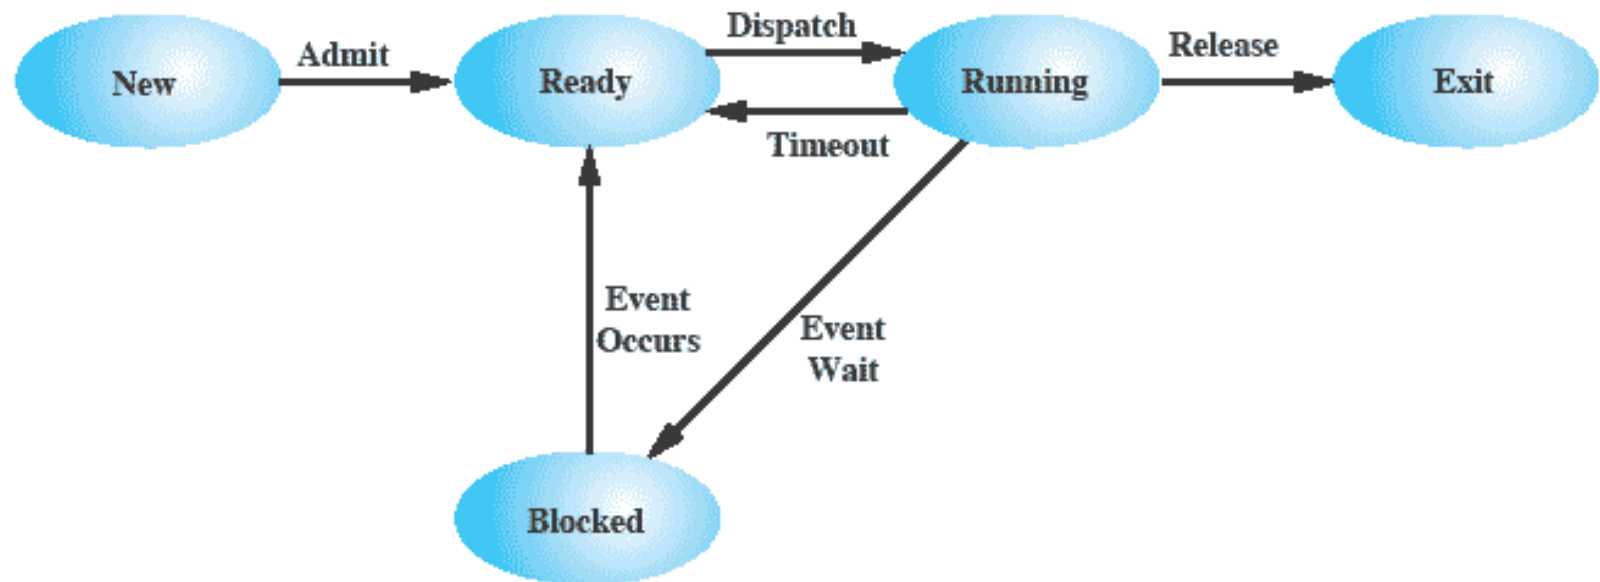 New
Admit
Ready
Dispatch
Timeout
Running
Release
Exit
Event
Occurs
Event
Wait
Blocked